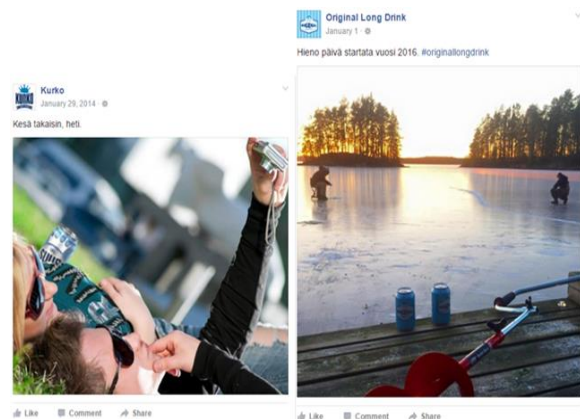 Kurko
January 29, 2014
Kesä takaisin, heti.
KURKO
Like Comment Share
Original Long Drink
January 1
Hieno päivä startata vuosi 2016. #originallongdrink
Like Comment Share